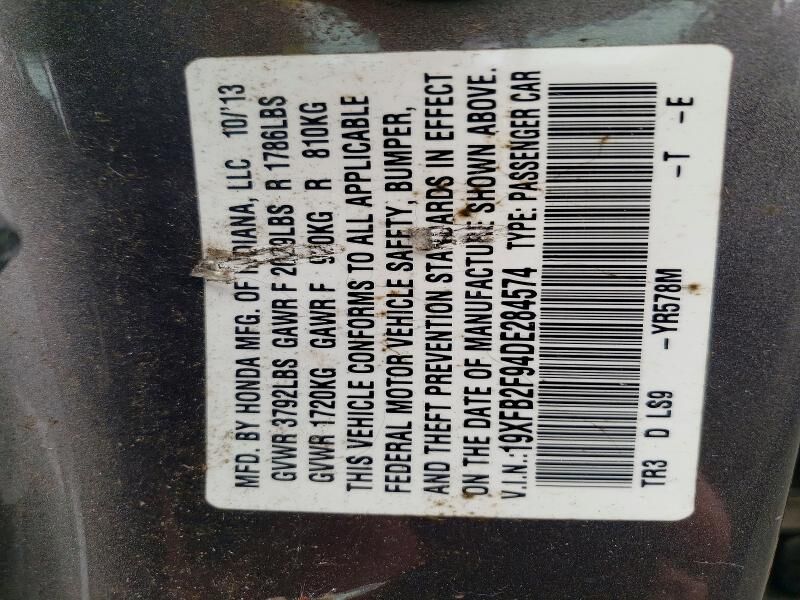 MFD. BY HONDA MFG. OF INDIANA, LLC 10/'13
GVWR 3792LBS GAWR F R 1786LBS
GVWR 1720KG GAWR F R 810KG
THIS VEHICLE CONFORMS TO ALL APPLICABLE
FEDERAL MOTOR VEHICLE SAFETY, BUMPER,
AND THEFT PREVENTION STANDARDS IN EFFECT
ON THE DATE OF MANUFACTURE SHOWN ABOVE.
V.I.N.:19XFB2F94DE284574 TYPE: PASSENGER CAR
TR3 D LS9 -YR578M -T -E